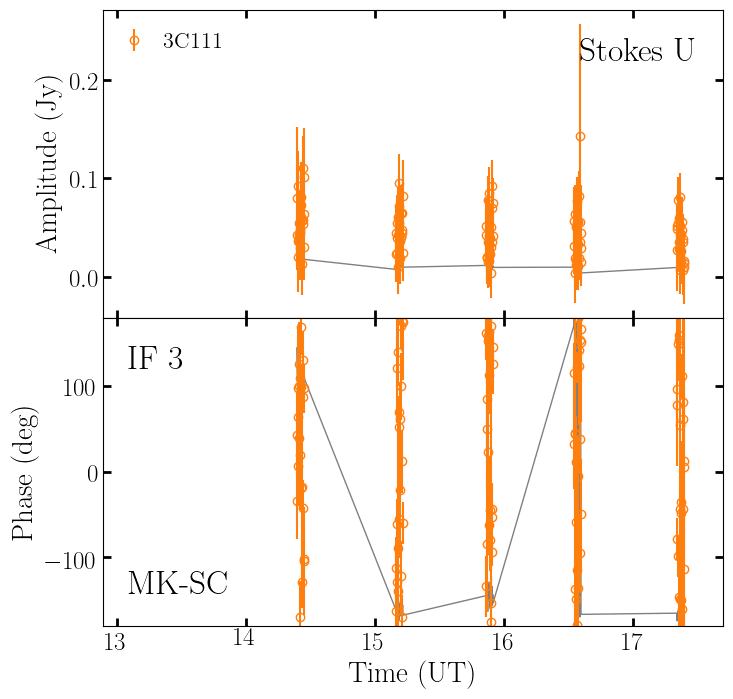 3C111
Stokes U
0.2
0.1
0.0
Amplitude (Jy)
IF 3
100
0
−100
Phase (deg)
MK-SC
13 14 15 16 17
Time (UT)